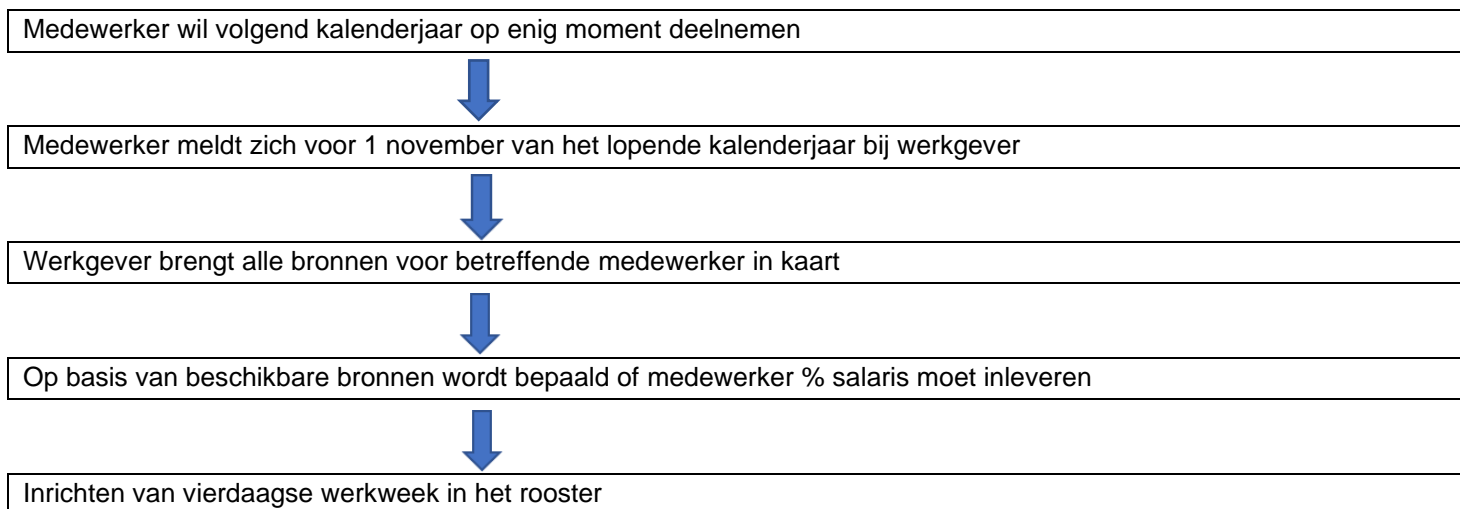 Medewerker wil volgend kalenderjaar op enig moment deelnemen
Medewerker meldt zich voor 1 november van het lopende kalenderjaar bij werkgever
Werkgever brengt alle bronnen voor betreffende medewerker in kaart
Op basis van beschikbare bronnen wordt bepaald of medewerker % salaris moet inleveren
Inrichten van vierdaagse werkweek in het rooster